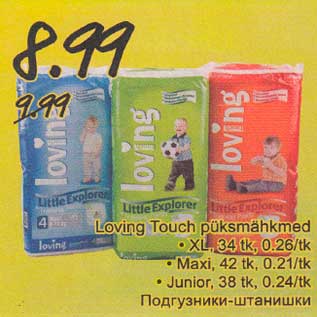 8.99
9.99
loving
loving
loving
Little Explorer
Little Explorer
Little Explorer
4
loving
Loving Touch püksmähkmed
• XL, 34 tk, 0.26/tk
• Maxi, 42 tk, 0.21/tk
• Junior, 38 tk, 0.24/tk
Подгузники-штанишки